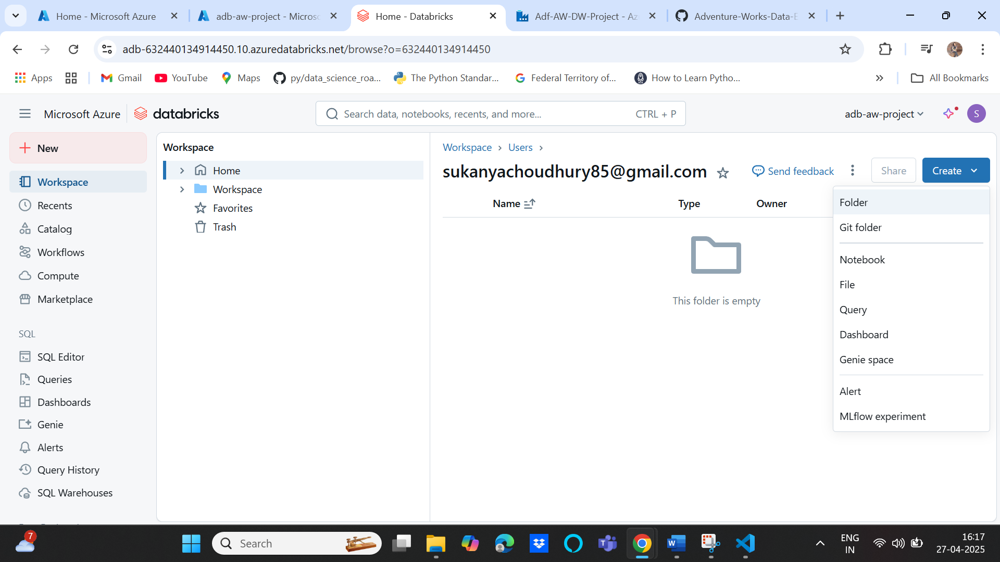 Home - Microsoft Azure
adb-aw-project - Microsc
Home - Databricks
Adf-AW-DW-Project - Az
Adventure-Works-Data-E
adb-632440134914450.10.azuredatabricks.net/browse?o=632440134914450
Apps
Gmail
YouTube
Maps
py/data_science_roa...
The Python Standar...
Federal Territory of...
How to Learn Pytho...
All Bookmarks
Microsoft Azure
databricks
Search data, notebooks, recents, and more...
CTRL + P
adb-aw-project
S
New
Workspace
Recents
Catalog
Workflows
Compute
Marketplace
SQL
SQL Editor
Queries
Dashboards
Genie
Alerts
Query History
SQL Warehouses
Workspace
Home
Workspace
Favorites
Trash
Workspace > Users >
sukanyachoudhury85@gmail.com
Send feedback
Share
Create
Name
Type
Owner
This folder is empty
Folder
Git folder
Notebook
File
Query
Dashboard
Genie space
Alert
MLflow experiment
7
Search
ENG
IN
16:17
27-04-2025